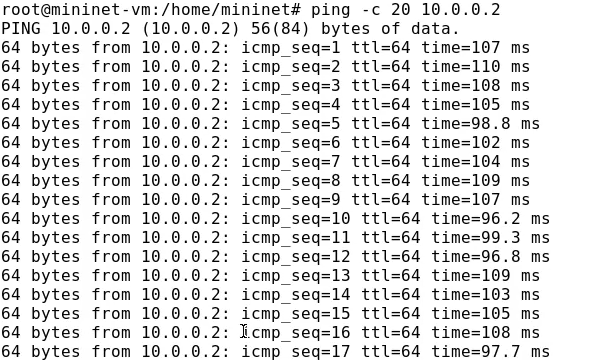 root@mininet-vm:/home/mininet# ping -c 20 10.0.0.2
PING 10.0.0.2 (10.0.0.2) 56(84) bytes of data.
64 bytes from 10.0.0.2: icmp_seq=1 ttl=64 time=107 ms
64 bytes from 10.0.0.2: icmp_seq=2 ttl=64 time=110 ms
64 bytes from 10.0.0.2: icmp_seq=3 ttl=64 time=108 ms
64 bytes from 10.0.0.2: icmp_seq=4 ttl=64 time=105 ms
64 bytes from 10.0.0.2: icmp_seq=5 ttl=64 time=98.8 ms
64 bytes from 10.0.0.2: icmp_seq=6 ttl=64 time=102 ms
64 bytes from 10.0.0.2: icmp_seq=7 ttl=64 time=104 ms
64 bytes from 10.0.0.2: icmp_seq=8 ttl=64 time=109 ms
64 bytes from 10.0.0.2: icmp_seq=9 ttl=64 time=107 ms
64 bytes from 10.0.0.2: icmp_seq=10 ttl=64 time=96.2 ms
64 bytes from 10.0.0.2: icmp_seq=11 ttl=64 time=99.3 ms
64 bytes from 10.0.0.2: icmp_seq=12 ttl=64 time=96.8 ms
64 bytes from 10.0.0.2: icmp_seq=13 ttl=64 time=109 ms
64 bytes from 10.0.0.2: icmp_seq=14 ttl=64 time=103 ms
64 bytes from 10.0.0.2: icmp_seq=15 ttl=64 time=105 ms
64 bytes from 10.0.0.2: icmp_seq=16 ttl=64 time=108 ms
64 bytes from 10.0.0.2: icmp_seq=17 ttl=64 time=97.7 ms